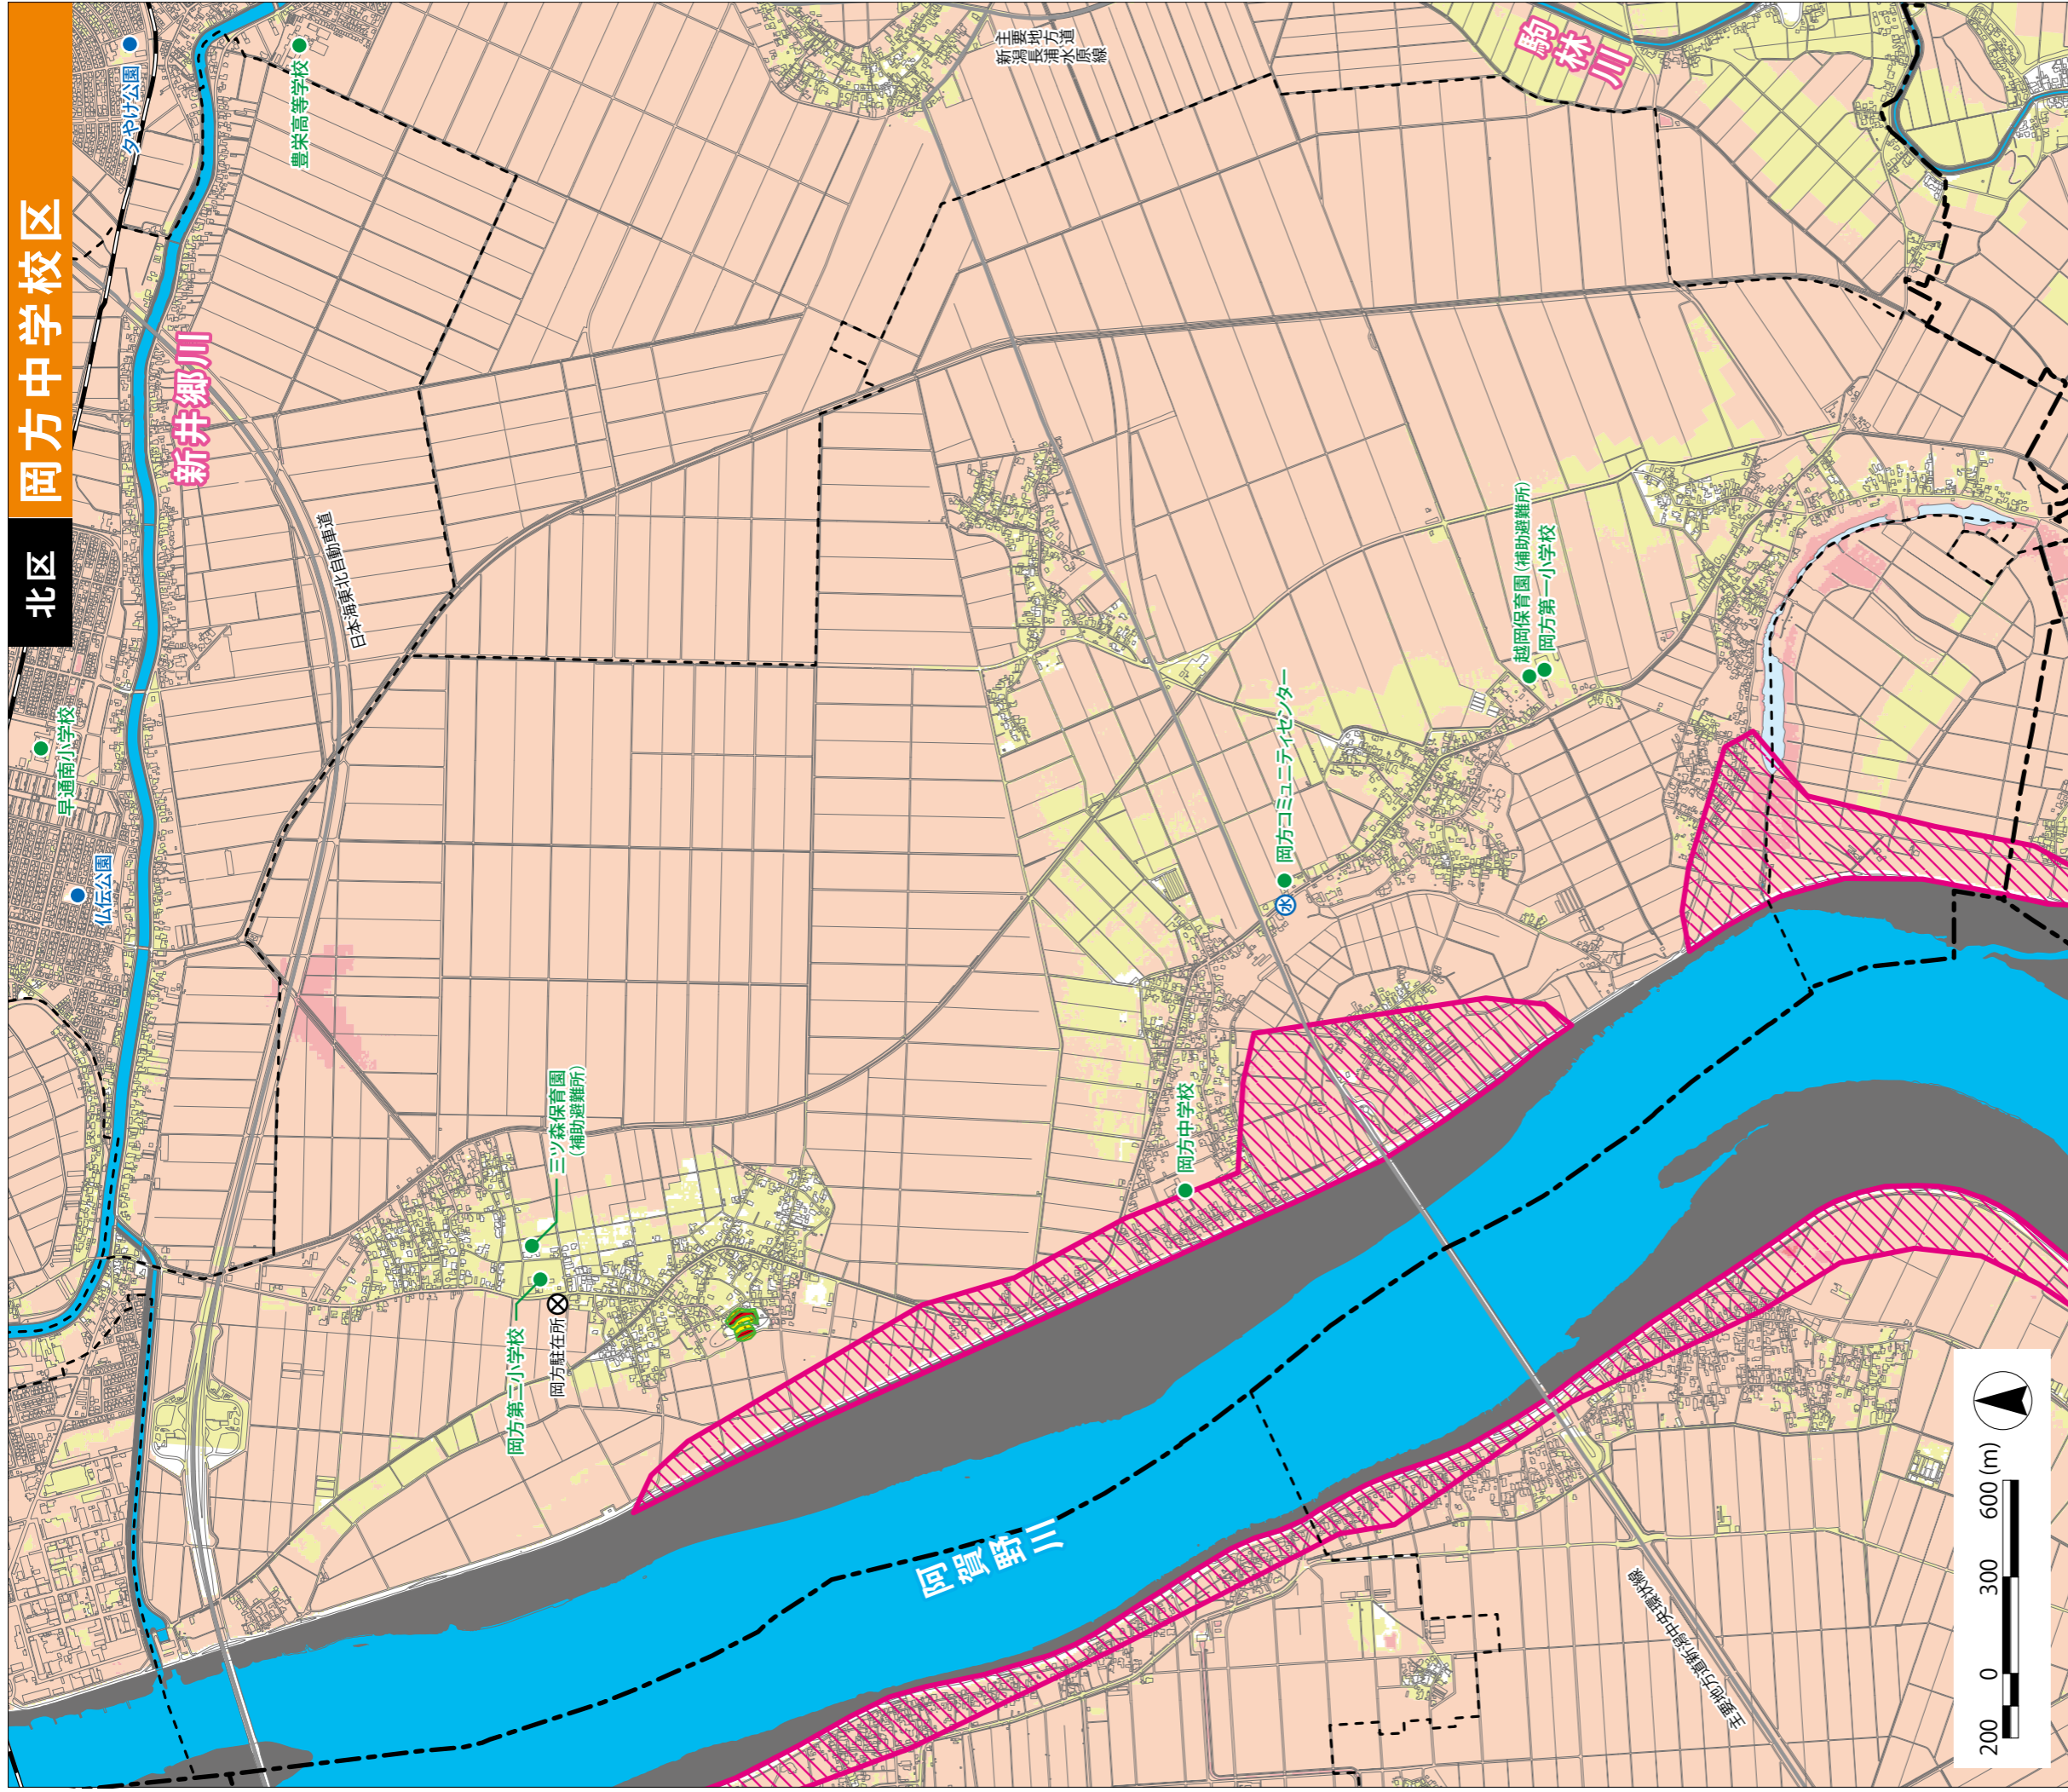 北区
岡方中学校区
夕やけ公園
豊栄高等学校
主要地方道
新潟長浦水原線
駒林川
新井郷川
日本海東北自動車道
早通南小学校
仏伝公園
越岡保育園(補助避難所)
岡方第一小学校
岡方コミュニティセンター
水
三ツ森保育園
(補助避難所)
岡方中学校
岡方第二小学校
岡方駐在所
阿賀野川
主要地方道新潟中央環状線
200 0 300 600 (m)